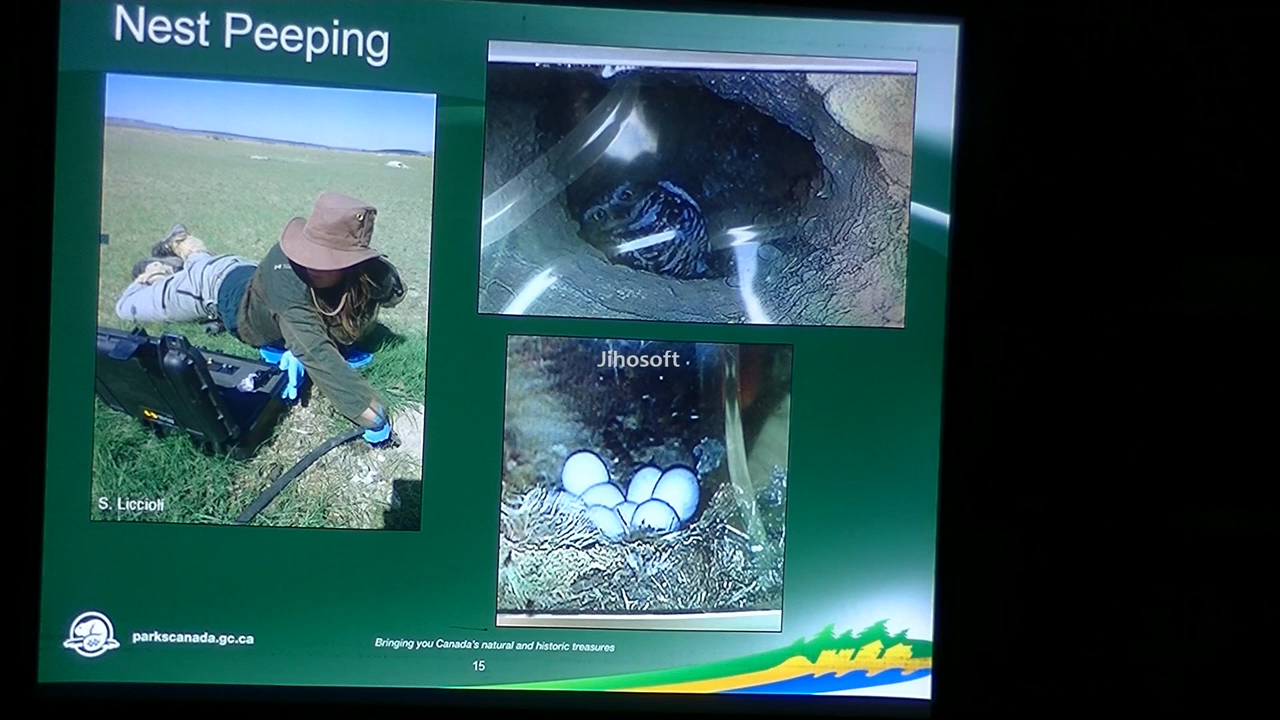 Nest Peeping
Jihosoft
S. Liccioli
parkscanada.gc.ca
Bringing you Canada's natural and historic treasures
15